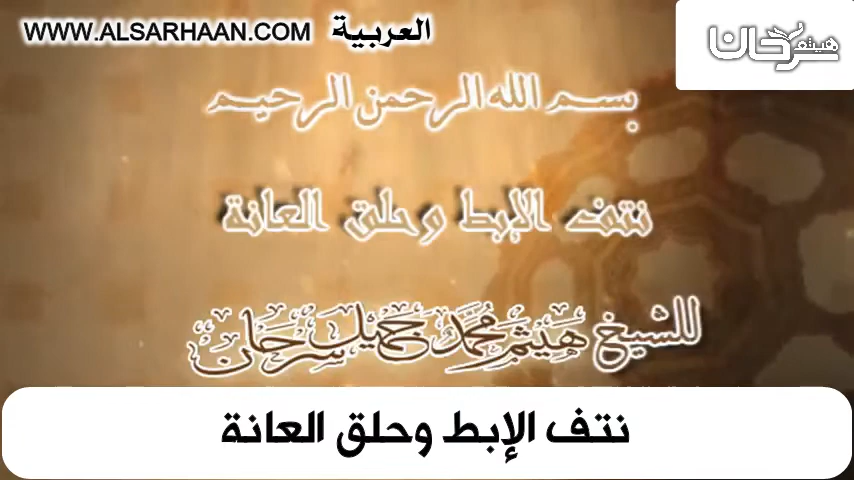 WWW.ALSARHAAN.COM العربية
هيثم سرحان
بسم الله الرحمن الرحيم
نتف الإبط وحلق العانة
للشيخ هيثم محمد جميل سرحان
نتف الإبط وحلق العانة